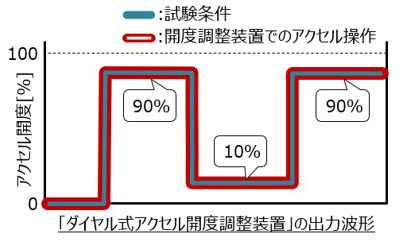 :試験条件
:開度調整装置でのアクセル操作
100
アクセル開度[%]
90%
90%
10%
0
「ダイヤル式アクセル開度調整装置」の出力波形